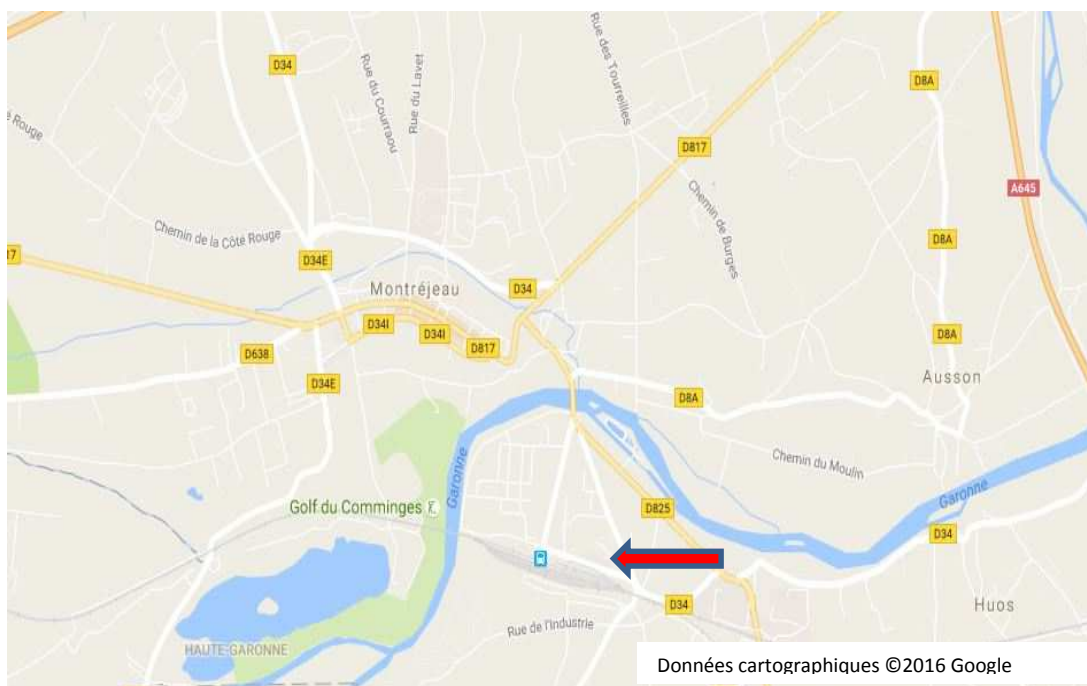 D34
Rue du Lavet
Rue du Courraou
Rue des Tourreilles
D8A
D817
A645
Rouge
Chemin de la Côté Rouge
Chemin de Burges
D8A
17
D34E
Montréjeau
D34
D34I
D34I
D817
D638
D34E
D8A
Ausson
D8A
Chemin du Moulin
Garonne
Garonne
Golf du Comminges
D825
D34
D34
Huos
Rue de l'Industrie
HAUTE-GARONNE
Données cartographiques ©2016 Google